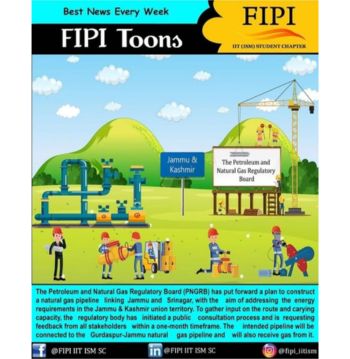 Best News Every Week
FIPI
IIT (ISM) STUDENT CHAPTER
FIPI Toons
Jammu &
Kashmir
The Petroleum and
Natural Gas Regulatory
Board
The Petroleum and Natural Gas Regulatory Board (PNGRB) has put forward a plan to construct
a natural gas pipeline linking Jammu and Srinagar, with the aim of addressing the energy
requirements in the Jammu & Kashmir union territory. To gather input on the route and carrying
capacity, the regulatory body has initiated a public consultation process and is requesting
feedback from all stakeholders within a one-month timeframe. The intended pipeline will be
connected to the Gurdaspur-Jammu natural gas pipeline and will also receive gas from it.
@FIPI IIT ISM SC
in @FIPI IIT ISM SC
@fipi_iitism